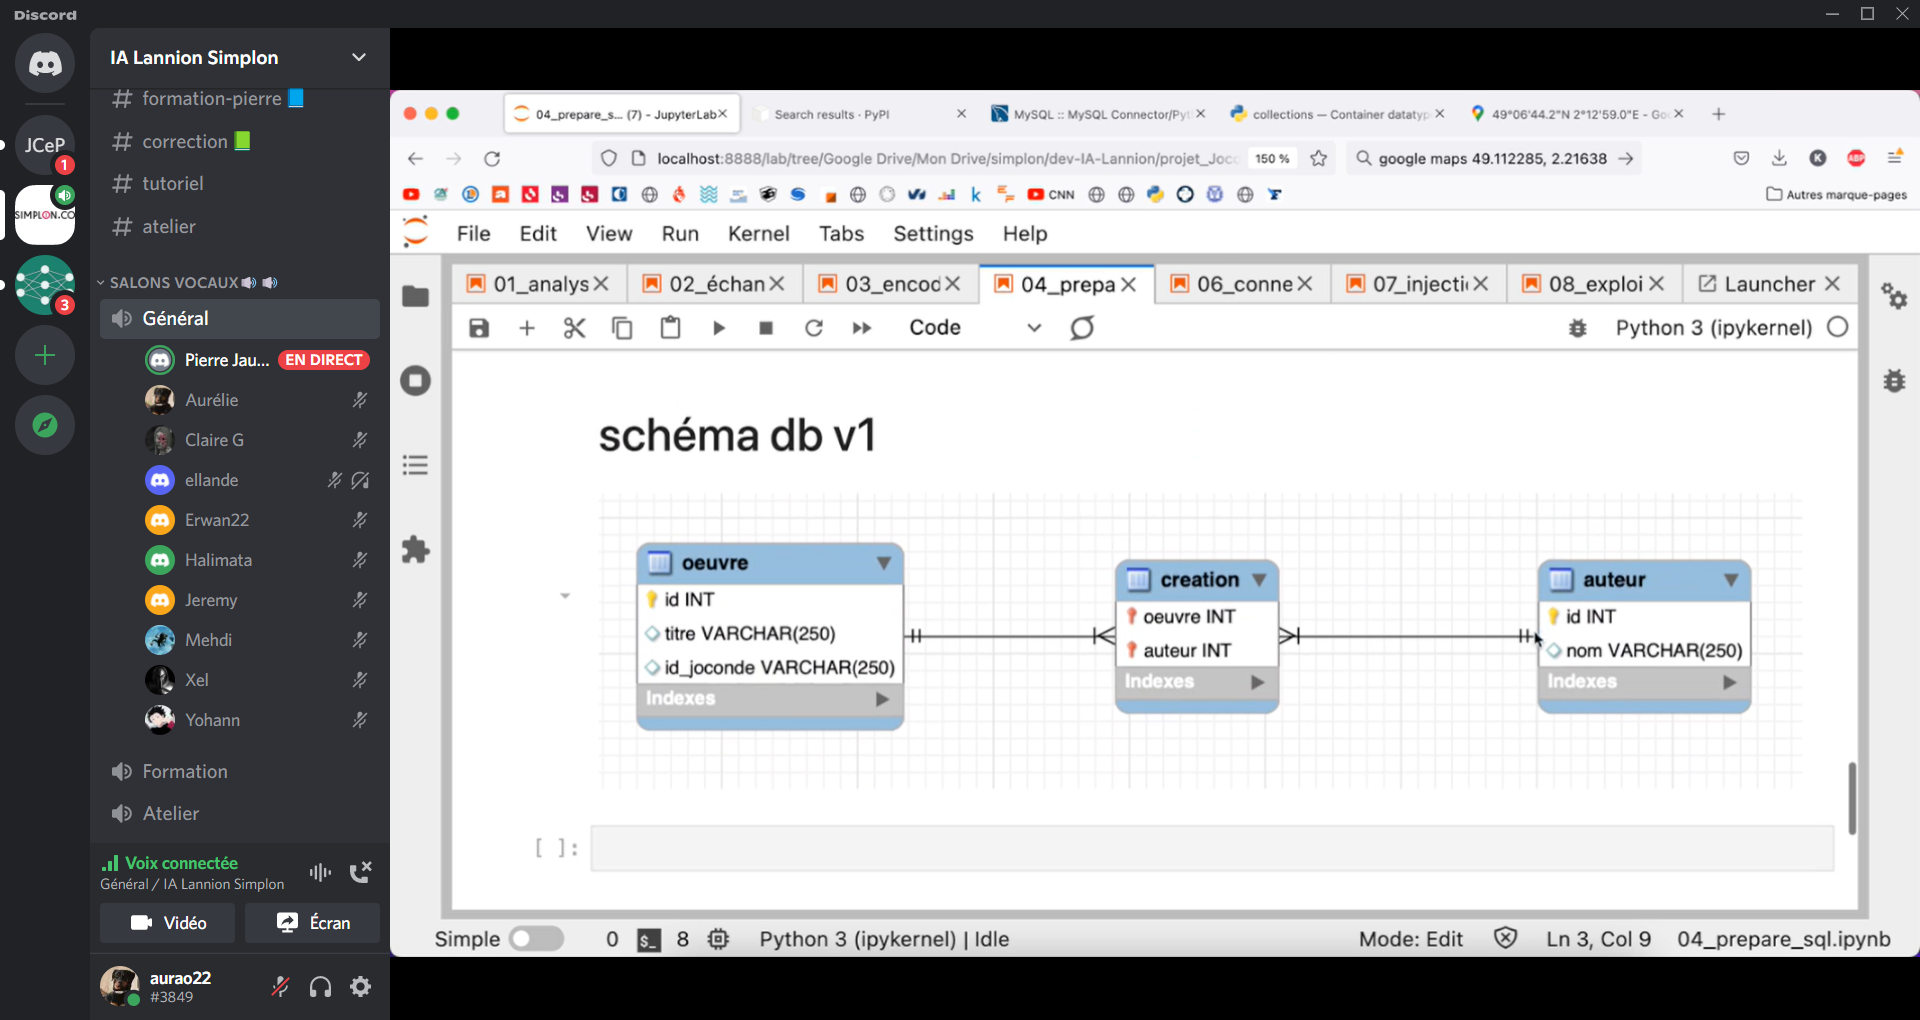 Discord
IA Lannion Simplon
formation-pierre
correction
tutoriel
atelier
SALONS VOCAUX
Général
Pierre Jau... EN DIRECT
Aurélie
Claire G
ellande
Erwan22
Halimata
Jeremy
Mehdi
Xel
Yohann
Formation
Atelier
Voix connectée
Général / IA Lannion Simplon
Vidéo
Écran
aurao22
#3849
JCeP
1
SIMPLON.CO
3
04_prepare_s... (7) - JupyterLab
Search results · PyPI
MySQL :: MySQL Connector/Pyt
collections — Container datatyp
49°06'44.2"N 2°12'59.0"E - Go
localhost:8888/lab/tree/Google Drive/Mon Drive/simplon/dev-IA-Lannion/projet_Joco
150 %
google maps 49.112285, 2.21638
K
ABP
CNN
Autres marque-pages
File Edit View Run Kernel Tabs Settings Help
01_analys
02_échan
03_encod
04_prepa
06_conne
07_injecti
08_exploi
Launcher
Code
Python 3 (ipykernel)
schéma db v1
oeuvre
id INT
titre VARCHAR(250)
id_joconde VARCHAR(250)
Indexes
creation
oeuvre INT
auteur INT
Indexes
auteur
id INT
nom VARCHAR(250)
Indexes
[ ]:
Simple
0
$_
8
Python 3 (ipykernel) | Idle
Mode: Edit
Ln 3, Col 9
04_prepare_sql.ipynb